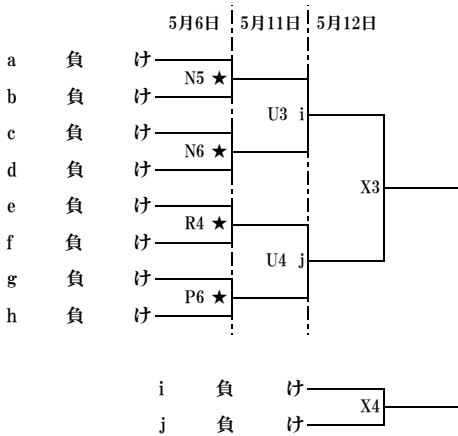 5月6日 5月11日 5月12日
a 負け
N5 ★
b 負け
U3 i
c 負け
N6 ★
d 負け
X3
e 負け
R4 ★
f 負け
U4 j
g 負け
P6 ★
h 負け
i 負け
X4
j 負け